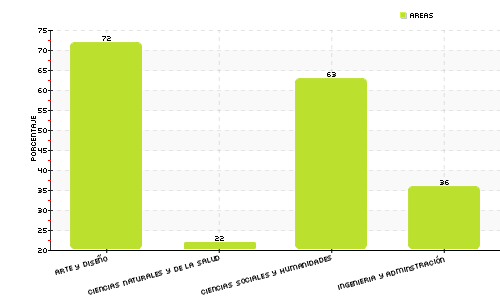 AREAS
PORCENTAJE
75
70
65
60
55
50
45
40
35
30
25
20
72
22
63
36
ARTE Y DISEÑO
CIENCIAS NATURALES Y DE LA SALUD
CIENCIAS SOCIALES Y HUMANIDADES
INGENIERIA Y ADMINSTRACIÓN